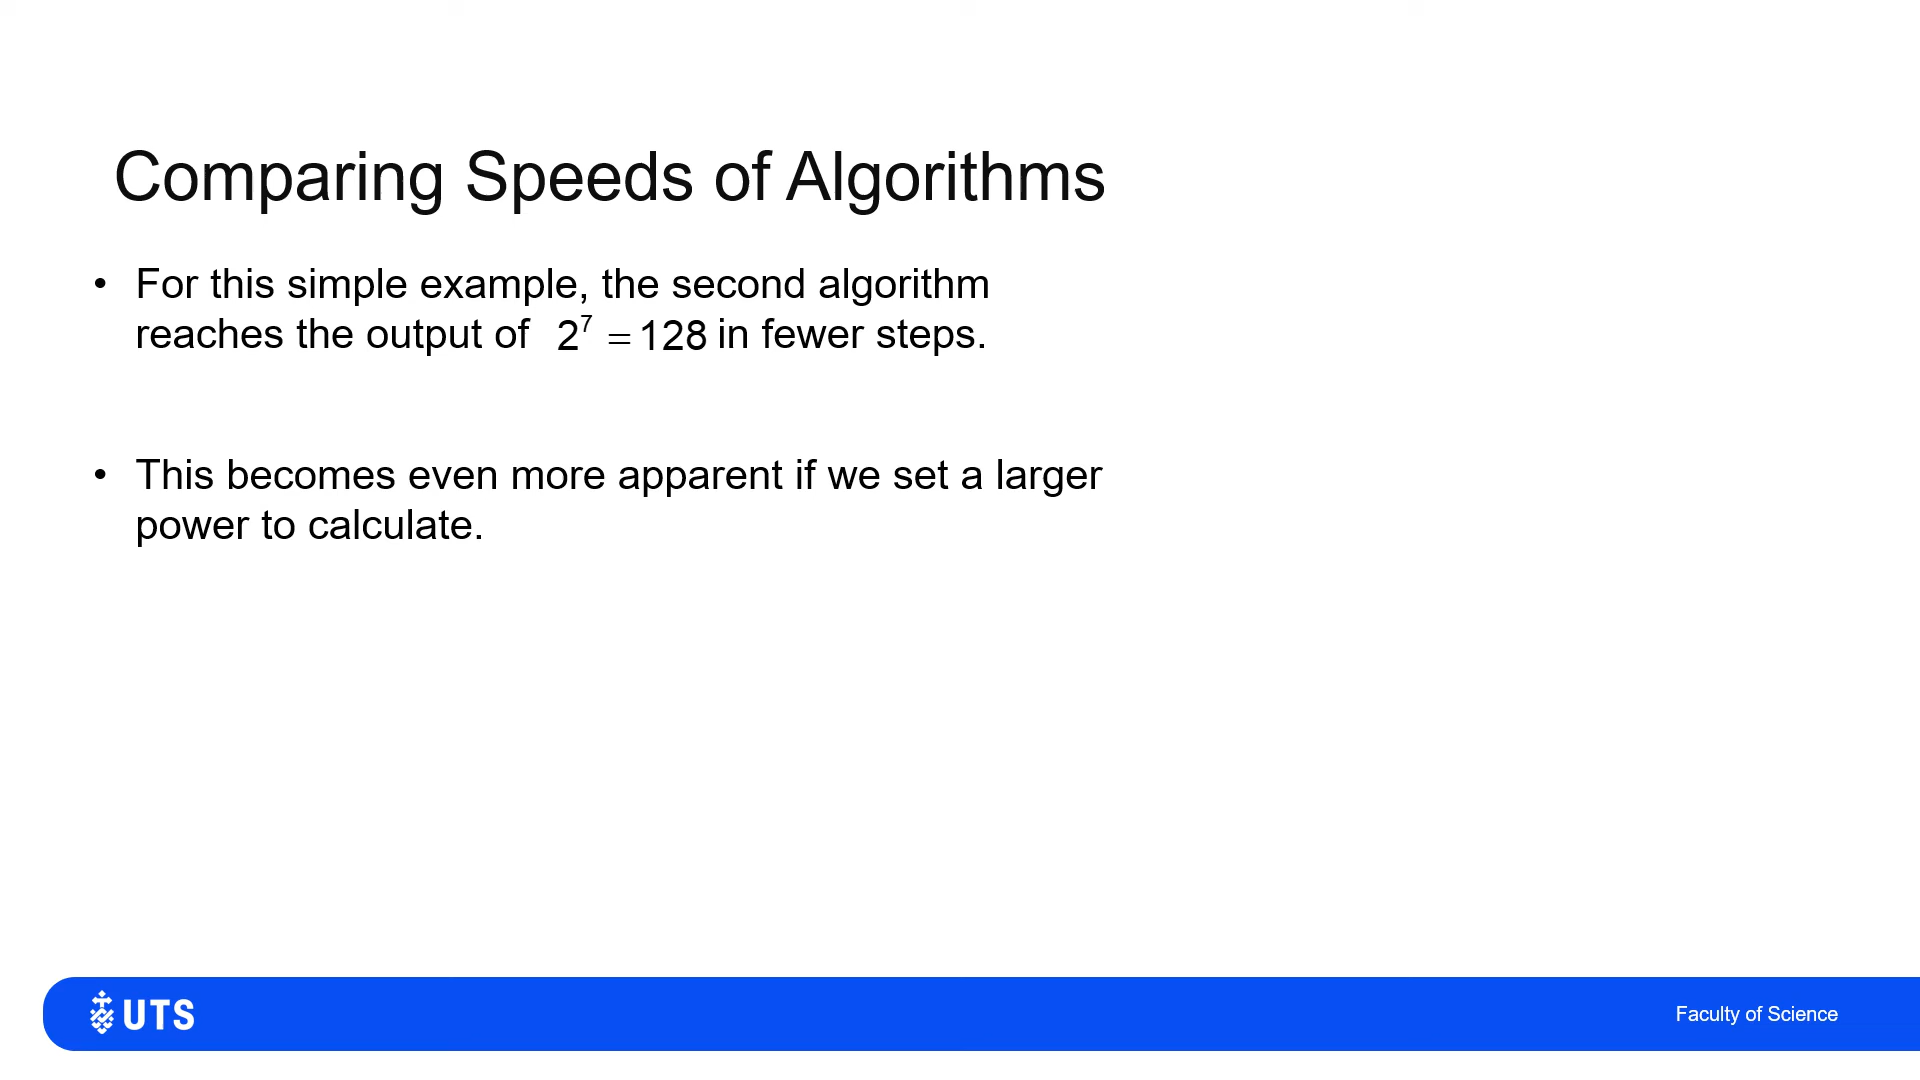 Comparing Speeds of Algorithms
• For this simple example, the second algorithm
reaches the output of 2⁷ = 128 in fewer steps.
• This becomes even more apparent if we set a larger
power to calculate.
UTS
Faculty of Science